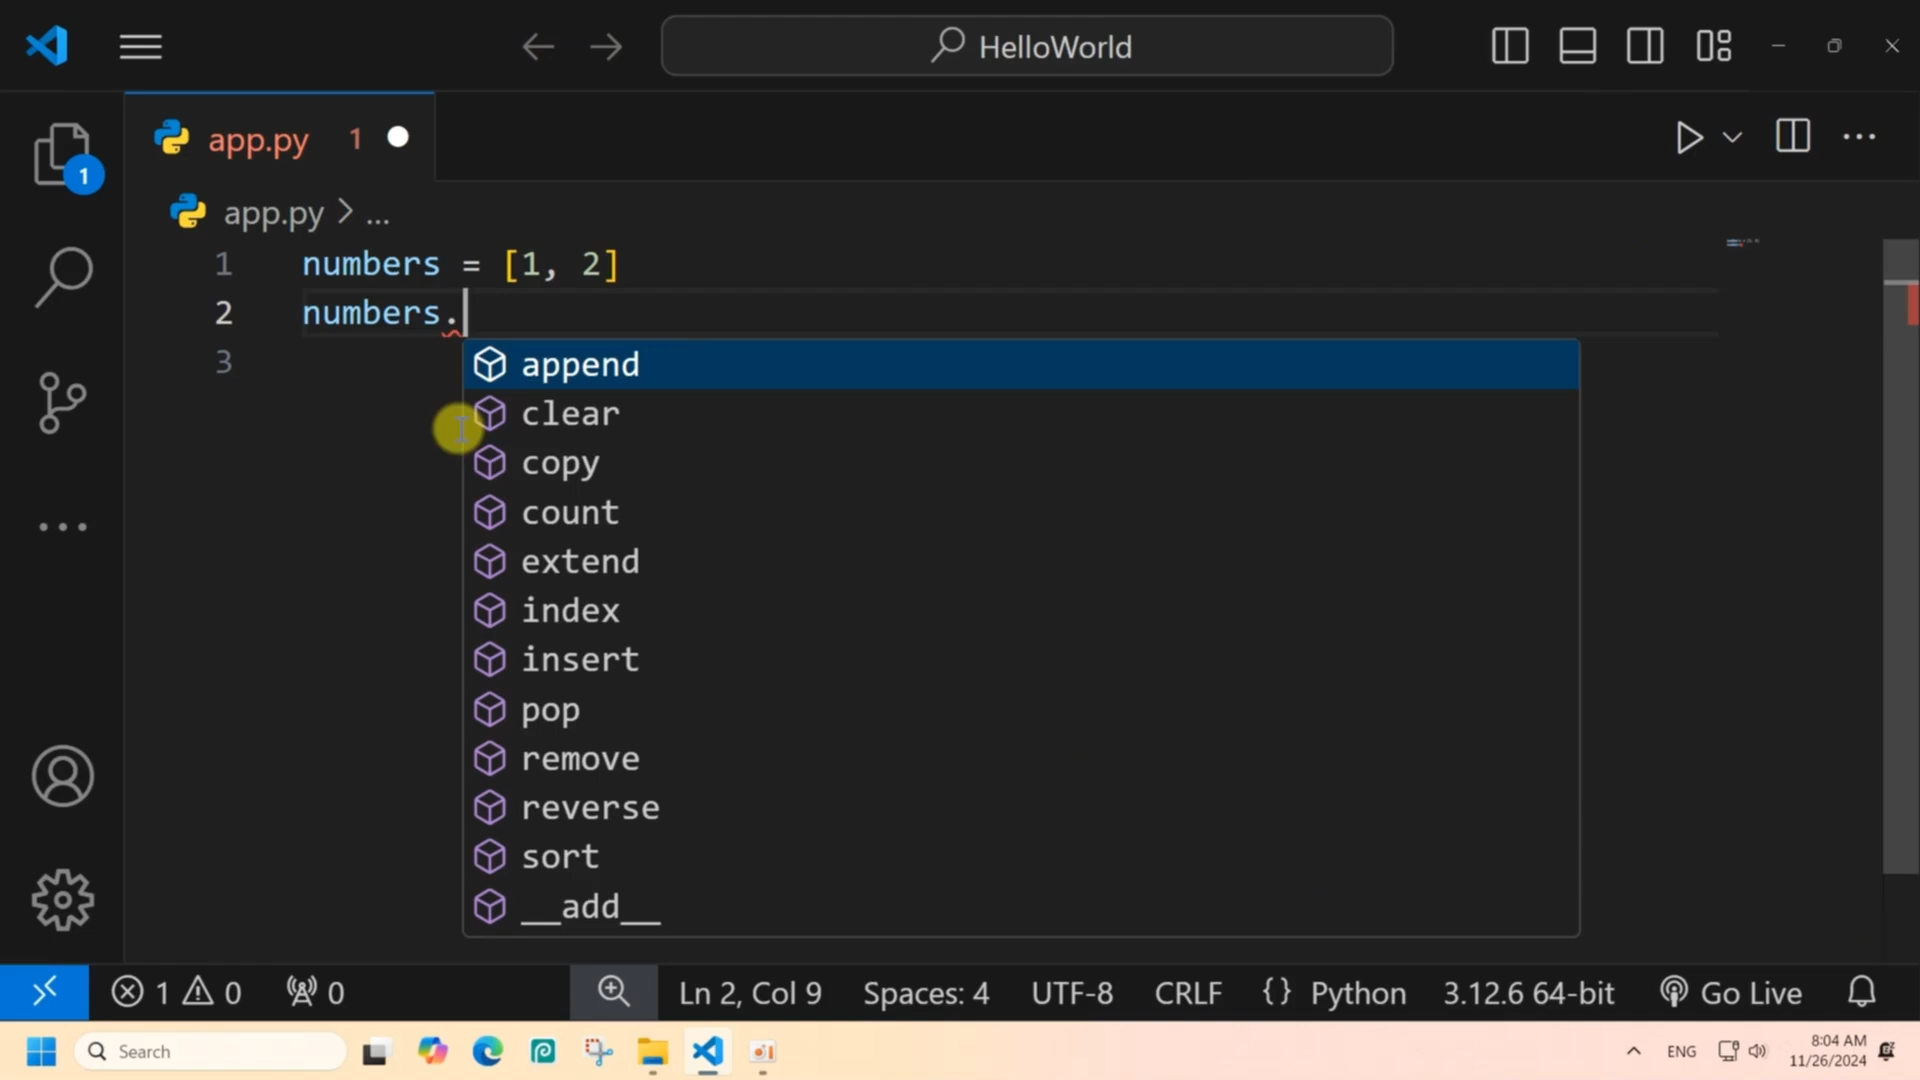 HelloWorld
app.py 1
1
app.py > ...
1 numbers = [1, 2]
2 numbers.
3
append
clear
copy
count
extend
index
insert
pop
remove
reverse
sort
__add__
1 0 0 Ln 2, Col 9 Spaces: 4 UTF-8 CRLF {} Python 3.12.6 64-bit Go Live
Search ENG 8:04 AM
11/26/2024